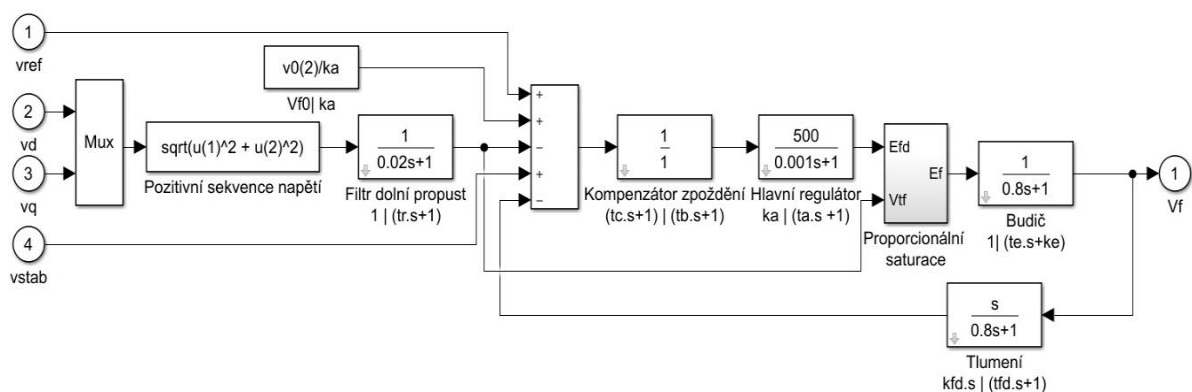 1
vref
2
vd
3
vq
4
vstab
Mux
sqrt(u(1)^2 + u(2)^2)
Pozitivní sekvence napětí
v0(2)/ka
Vf0| ka
1
0.02s+1
Filtr dolní propust
1 | (tr.s+1)
+
+
−
+
−
1
1
Kompenzátor zpoždění
(tc.s+1) | (tb.s+1)
500
0.001s+1
Hlavní regulátor
ka | (ta.s +1)
Efd
Ef
Vtf
Proporcionální
saturace
1
0.8s+1
Budič
1| (te.s+ke)
1
Vf
s
0.8s+1
Tlumení
kfd.s | (tfd.s+1)